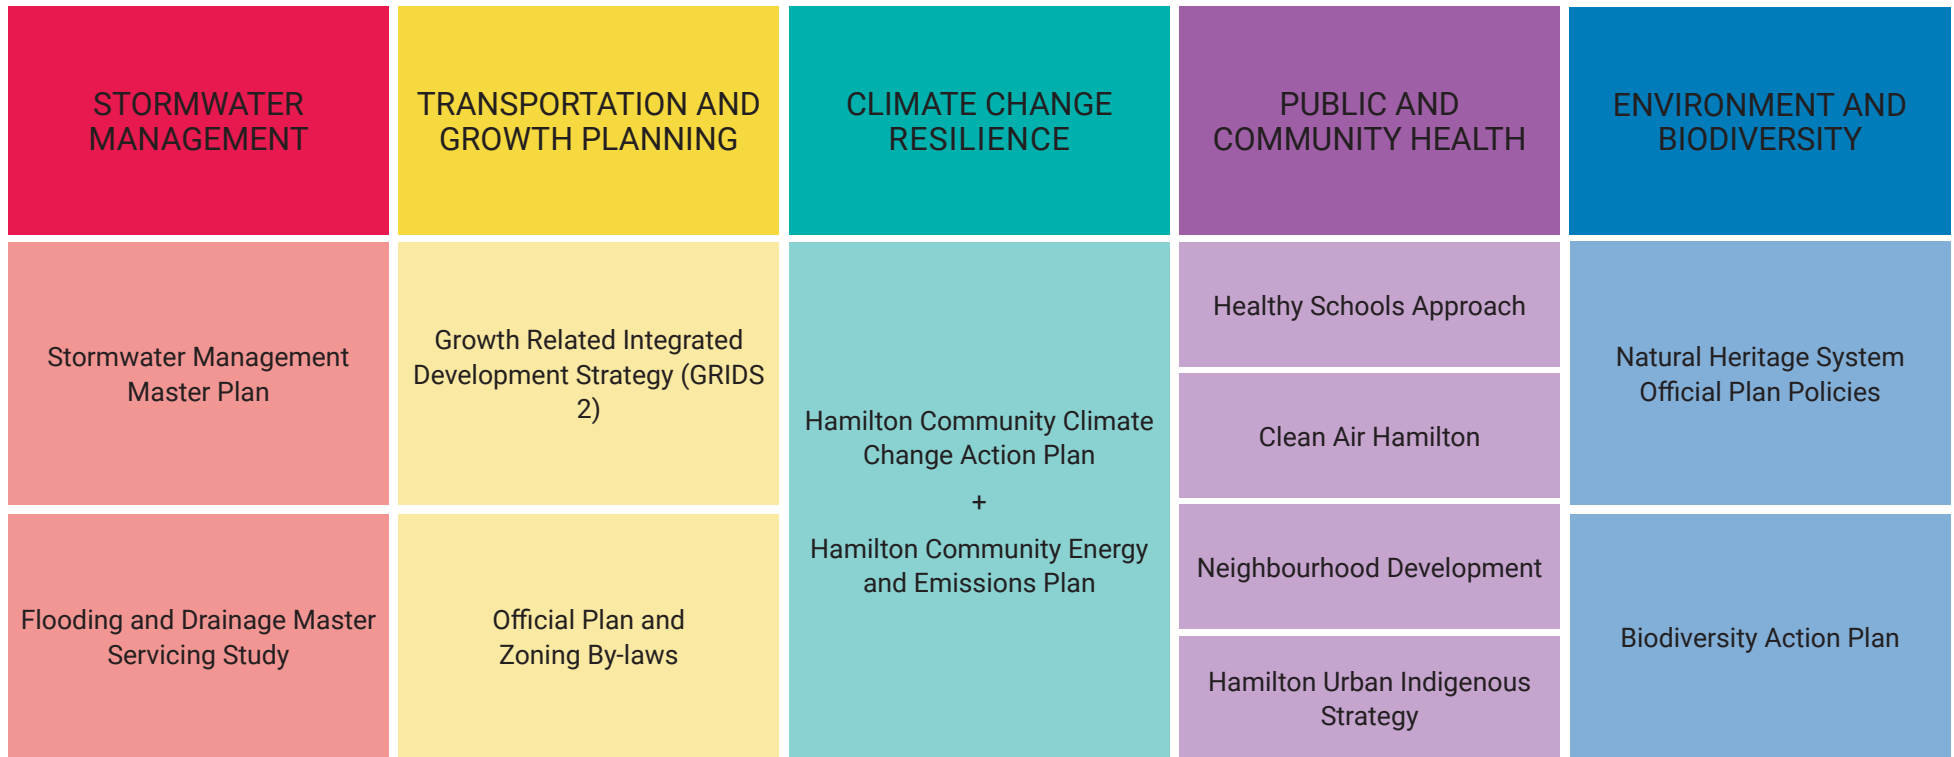 STORMWATER
MANAGEMENT
TRANSPORTATION AND
GROWTH PLANNING
CLIMATE CHANGE
RESILIENCE
PUBLIC AND
COMMUNITY HEALTH
ENVIRONMENT AND
BIODIVERSITY
Stormwater Management
Master Plan
Flooding and Drainage Master
Servicing Study
Growth Related Integrated
Development Strategy (GRIDS
2)
Official Plan and
Zoning By-laws
Hamilton Community Climate
Change Action Plan
+
Hamilton Community Energy
and Emissions Plan
Healthy Schools Approach
Clean Air Hamilton
Neighbourhood Development
Hamilton Urban Indigenous
Strategy
Natural Heritage System
Official Plan Policies
Biodiversity Action Plan